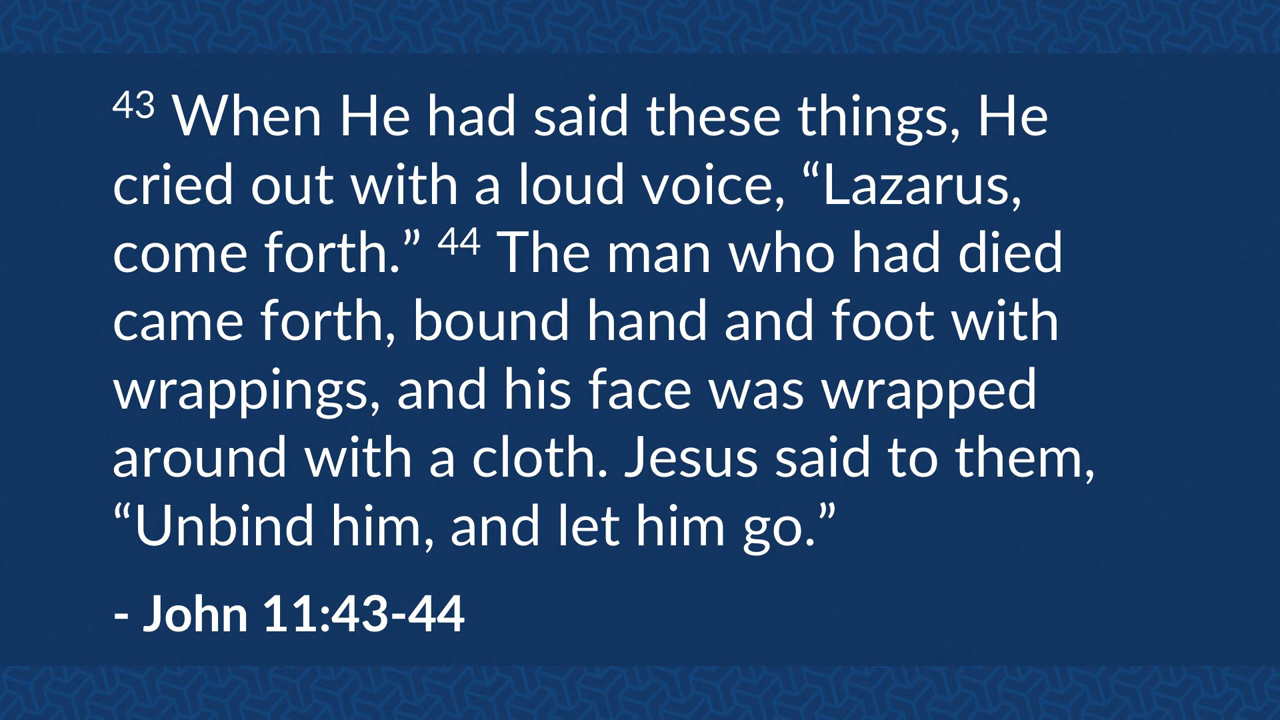 43 When He had said these things, He
cried out with a loud voice, “Lazarus,
come forth.” 44 The man who had died
came forth, bound hand and foot with
wrappings, and his face was wrapped
around with a cloth. Jesus said to them,
“Unbind him, and let him go.”
- John 11:43-44